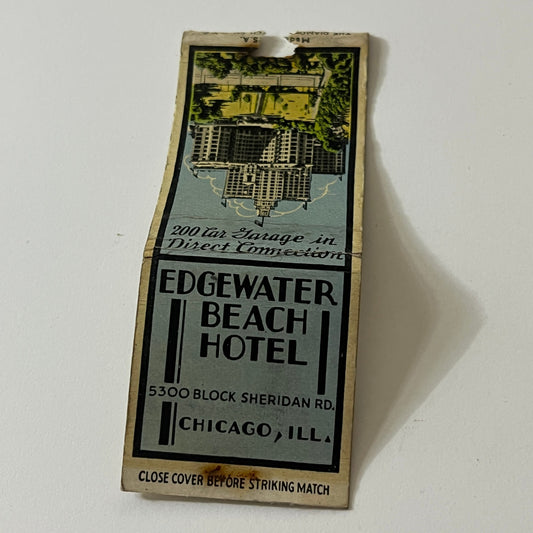 Made U.S.A.
200 Car Garage in
Direct Connection
EDGEWATER
BEACH
HOTEL
5300 BLOCK SHERIDAN RD.
CHICAGO, ILL.
CLOSE COVER BEFORE STRIKING MATCH